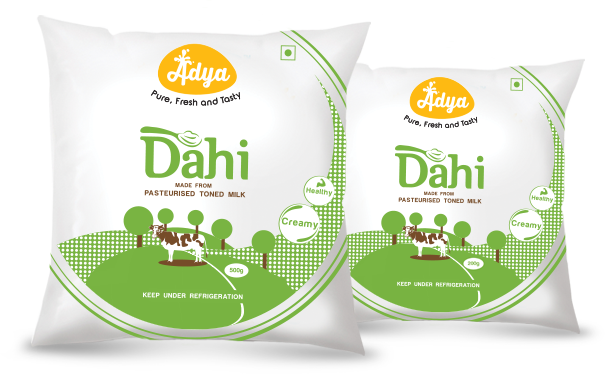 Adya
Pure, Fresh and Tasty
Dahi
MADE FROM
PASTEURISED TONED MILK
Healthy
Creamy
500g
KEEP UNDER REFRIGERATION
Adya
Pure, Fresh and Tasty
Dahi
MADE FROM
PASTEURISED TONED MILK
Healthy
Creamy
200g
KEEP UNDER REFRIGERATION